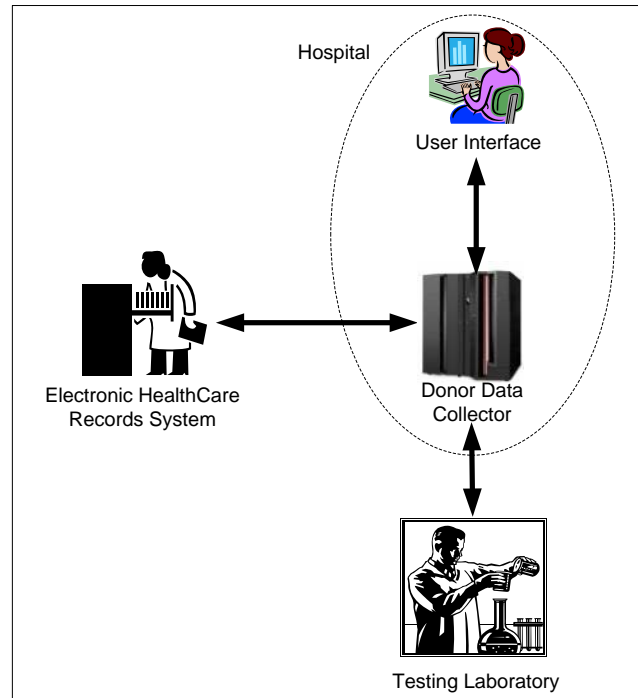 Hospital
User Interface
Electronic HealthCare
Records System
Donor Data
Collector
Testing Laboratory